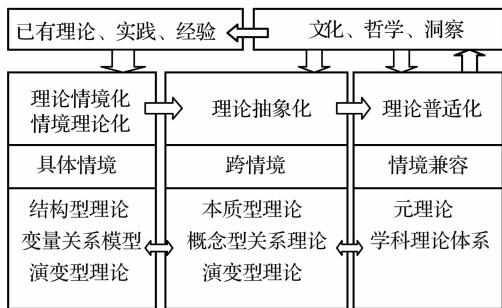 已有理论、实践、经验
文化、哲学、洞察
理论情境化
情境理论化
理论抽象化
理论普适化
具体情境
跨情境
情境兼容
结构型理论
变量关系模型
演变型理论
本质型理论
概念型关系理论
演变型理论
元理论
学科理论体系